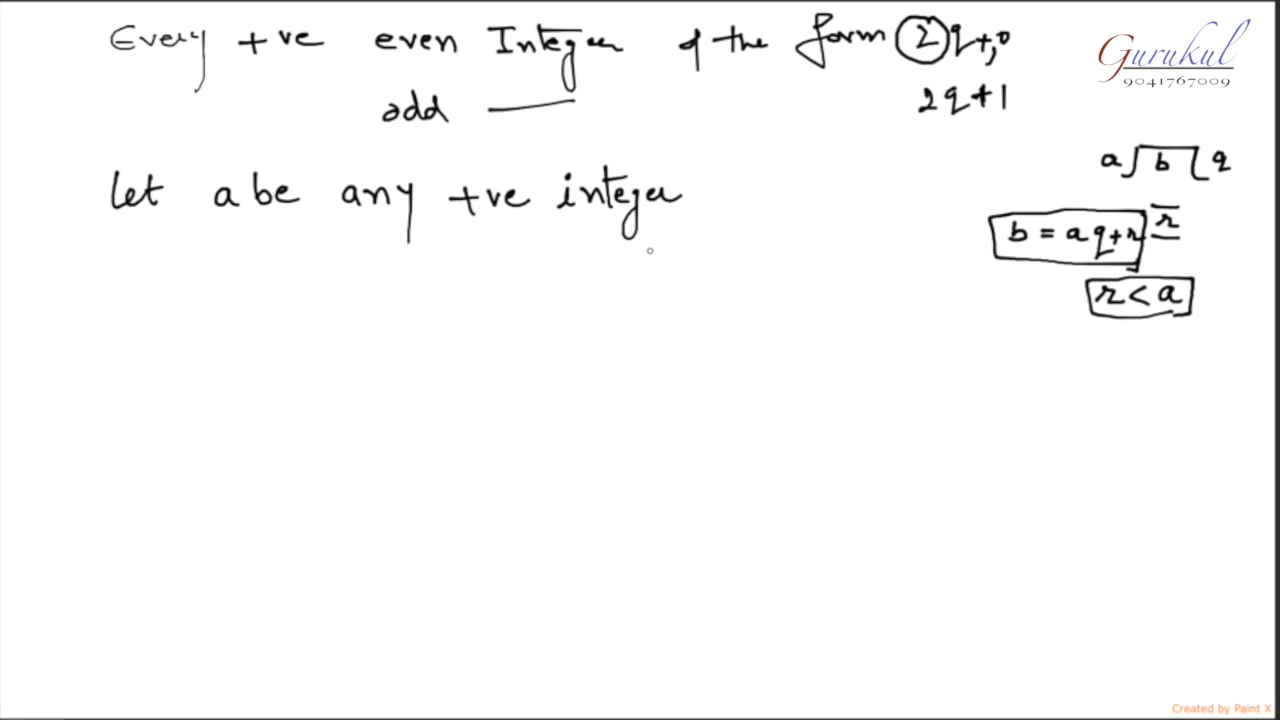 Every +ve even Integer of the form 2q+0
odd 2q+1
Gurukul
9041767009
let a be any +ve integer
a b q
r
b = aq+r
r < a
Created by Paint X